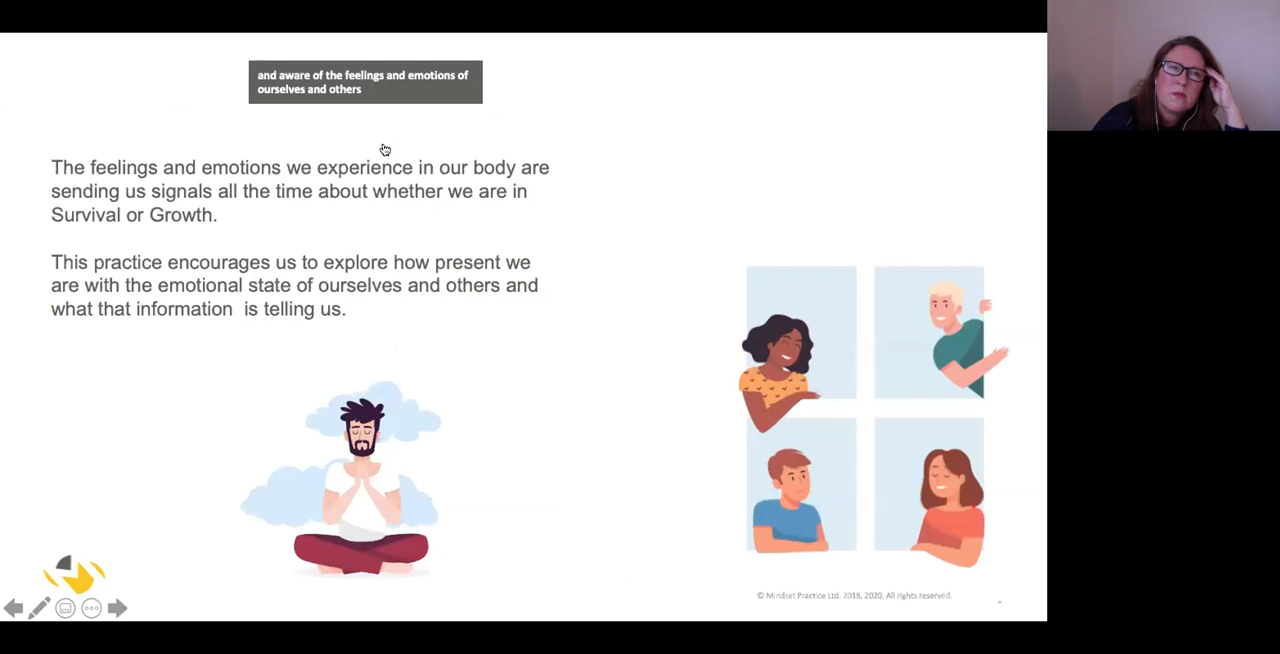 and aware of the feelings and emotions of
ourselves and others
The feelings and emotions we experience in our body are
sending us signals all the time about whether we are in
Survival or Growth.
This practice encourages us to explore how present we
are with the emotional state of ourselves and others and
what that information is telling us.
© Mindset Practice Ltd. 2018, 2020. All rights reserved.